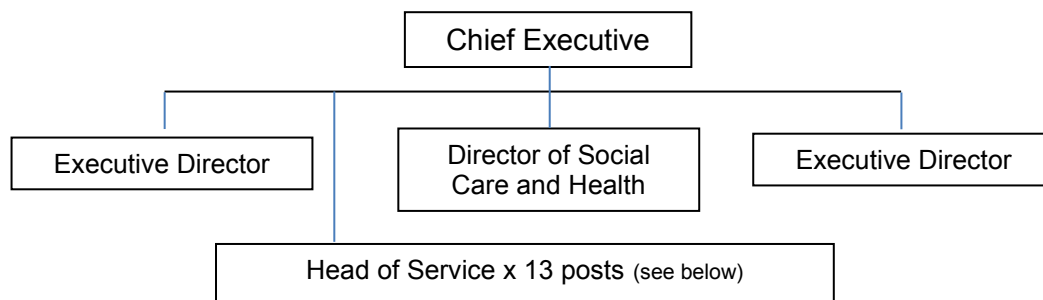 Chief Executive
Executive Director
Director of Social
Care and Health
Executive Director
Head of Service x 13 posts (see below)